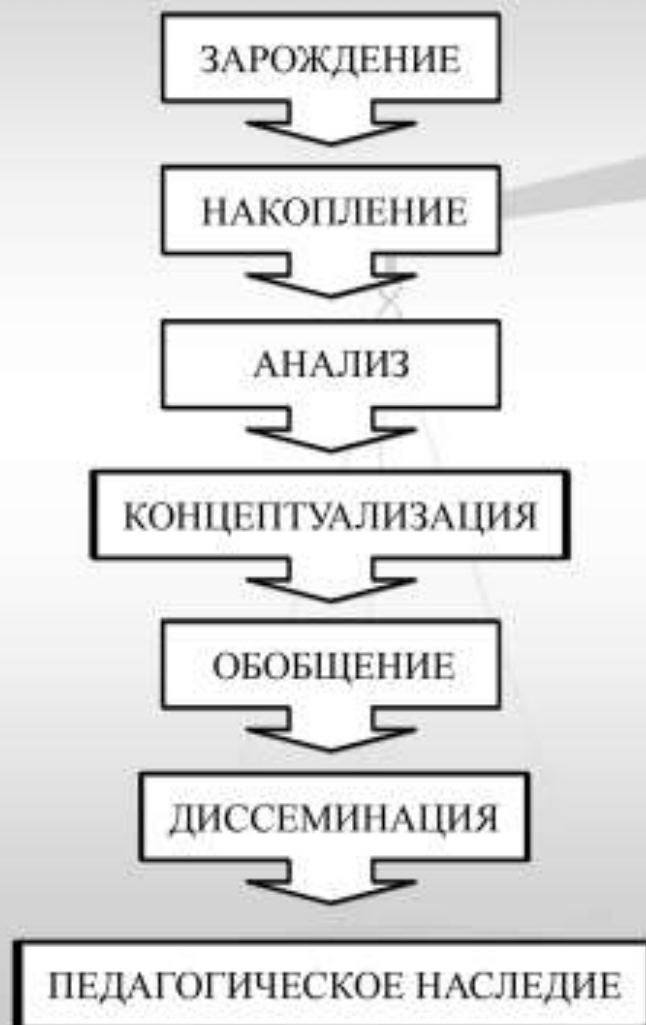 ЗАРОЖДЕНИЕ
НАКОПЛЕНИЕ
АНАЛИЗ
КОНЦЕПТУАЛИЗАЦИЯ
ОБОБЩЕНИЕ
ДИССЕМИНАЦИЯ
ПЕДАГОГИЧЕСКОЕ НАСЛЕДИЕ